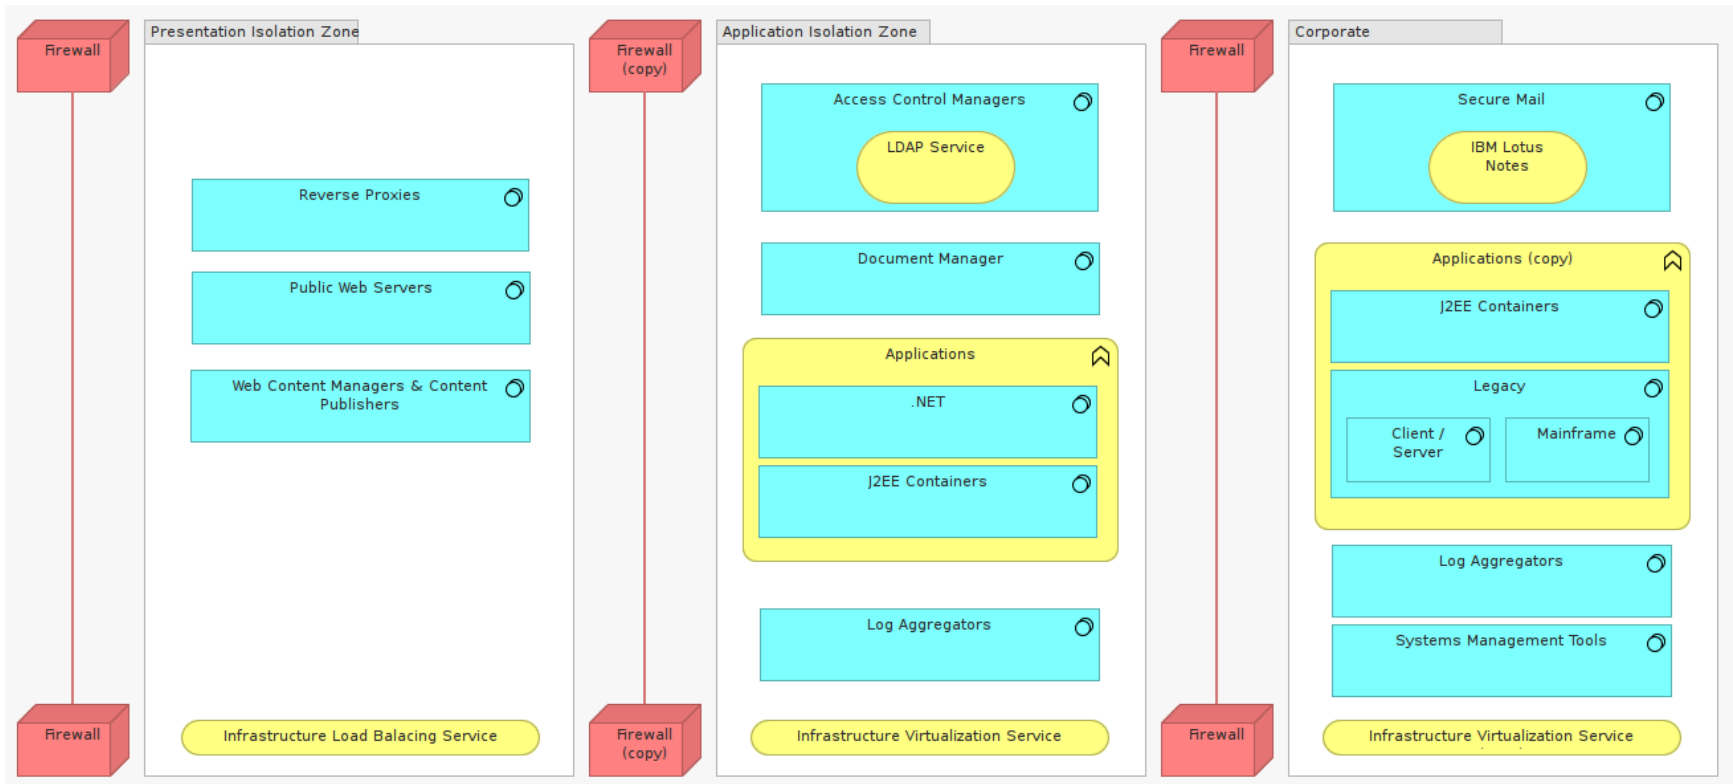 Firewall
Firewall
Presentation Isolation Zone
Reverse Proxies
Public Web Servers
Web Content Managers & Content
Publishers
Infrastructure Load Balacing Service
Firewall
(copy)
Firewall
(copy)
Application Isolation Zone
Access Control Managers
LDAP Service
Document Manager
Applications
.NET
J2EE Containers
Log Aggregators
Infrastructure Virtualization Service
Firewall
Firewall
Corporate
Secure Mail
IBM Lotus
Notes
Applications (copy)
J2EE Containers
Legacy
Client /
Server
Mainframe
Log Aggregators
Systems Management Tools
Infrastructure Virtualization Service